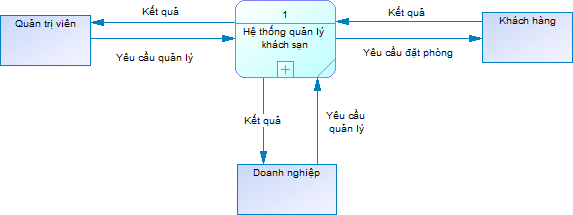 Kết quả
1
Kết quả
Quản trị viên
Hệ thống quản lý
khách sạn
Khách hàng
Yêu cầu quản lý
Yêu cầu đặt phòng
Kết quả
Yêu cầu
quản lý
Doanh nghiệp